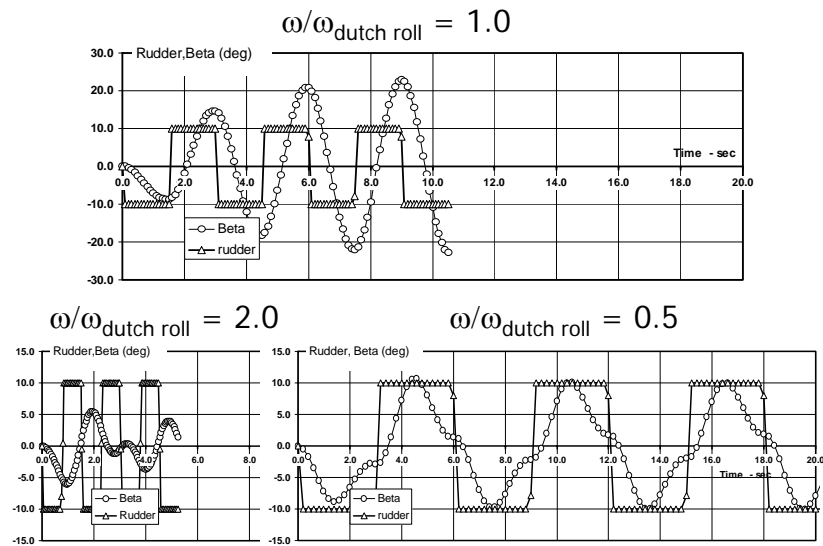 ω/ωdutch roll = 1.0
Rudder,Beta (deg)
30.0
20.0
10.0
0.0
-10.0
-20.0
-30.0
0.0 2.0 4.0 6.0 8.0 10.0 12.0 14.0 16.0 18.0 20.0
Time - sec
Beta
rudder
ω/ωdutch roll = 2.0
Rudder,Beta (deg)
15.0
10.0
5.0
0.0
-5.0
-10.0
-15.0
0.0 2.0 4.0 6.0 8
Beta
Rudder
ω/ωdutch roll = 0.5
Rudder, Beta (deg)
15.0
10.0
5.0
0.0
-5.0
-10.0
-15.0
0.0 2.0 4.0 6.0 8.0 10.0 12.0 14.0 16.0 18.0 20.0
Time - sec
Beta
Rudder